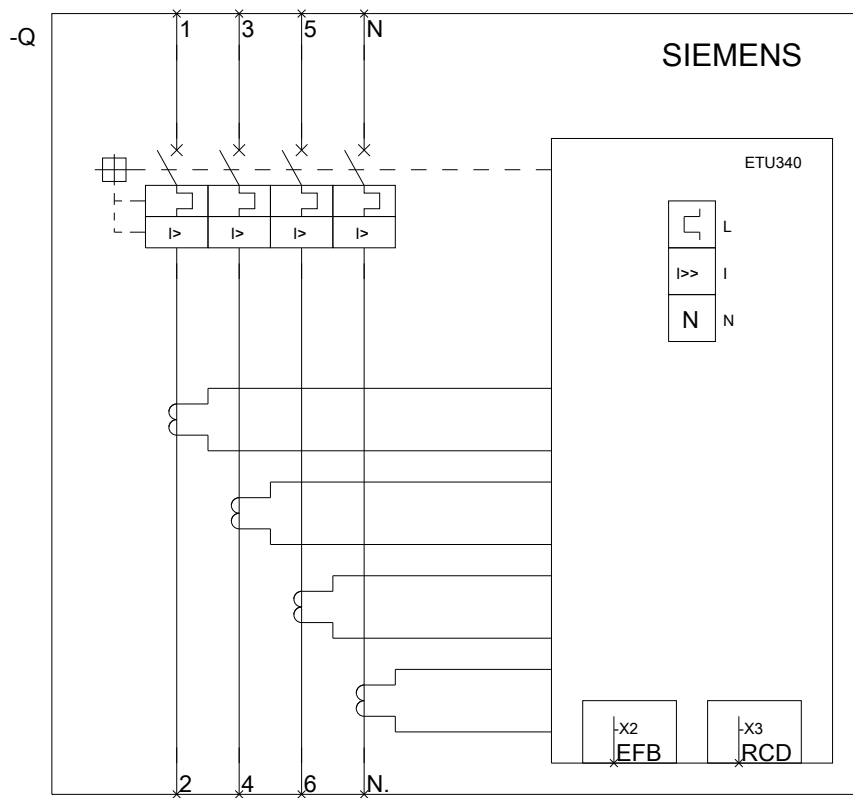 1 3 5 N
-Q
SIEMENS
ETU340
L
I> I> I> I>
I>> I
N N
-X2 -X3
EFB RCD
2 4 6 N.